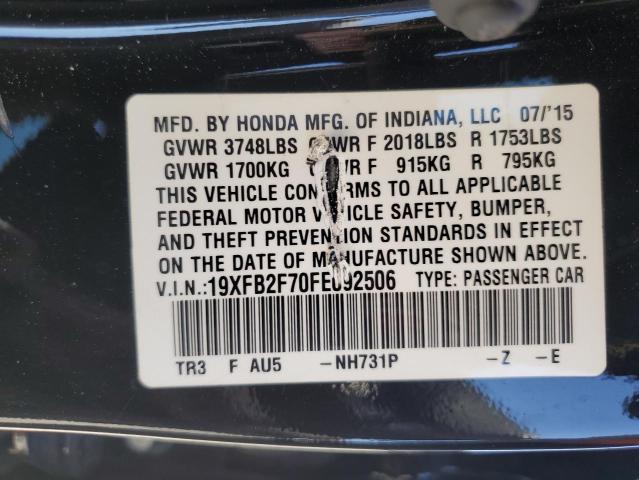 MFD. BY HONDA MFG. OF INDIANA, LLC 07/'15
GVWR 3748LBS F 2018LBS R 1753LBS
GVWR 1700KG F 915KG R 795KG
THIS VEHICLE TO ALL APPLICABLE
FEDERAL MOTOR VEHICLE SAFETY, BUMPER,
AND THEFT PREVENTION STANDARDS IN EFFECT
ON THE DATE OF MANUFACTURE SHOWN ABOVE.
V.I.N.:19XFB2F70FE092506 TYPE: PASSENGER CAR
TR3 F AU5 -NH731P -Z -E